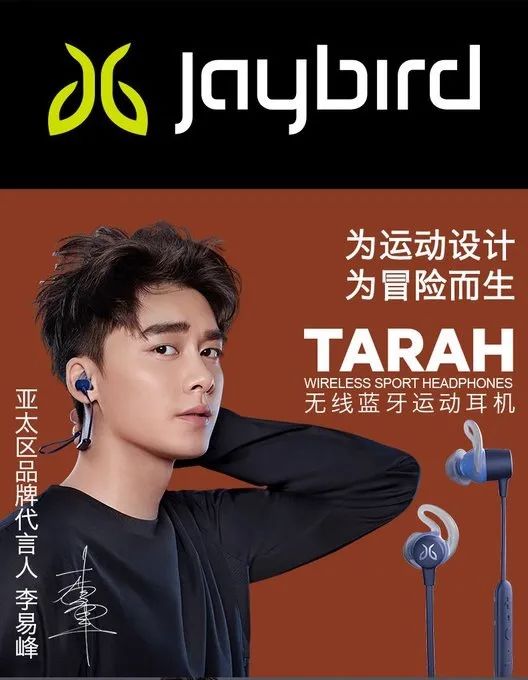 Jaybird
为运动设计
为冒险而生
TARAH
WIRELESS SPORT HEADPHONES
无线蓝牙运动耳机
亚太区品牌代言人 李易峰